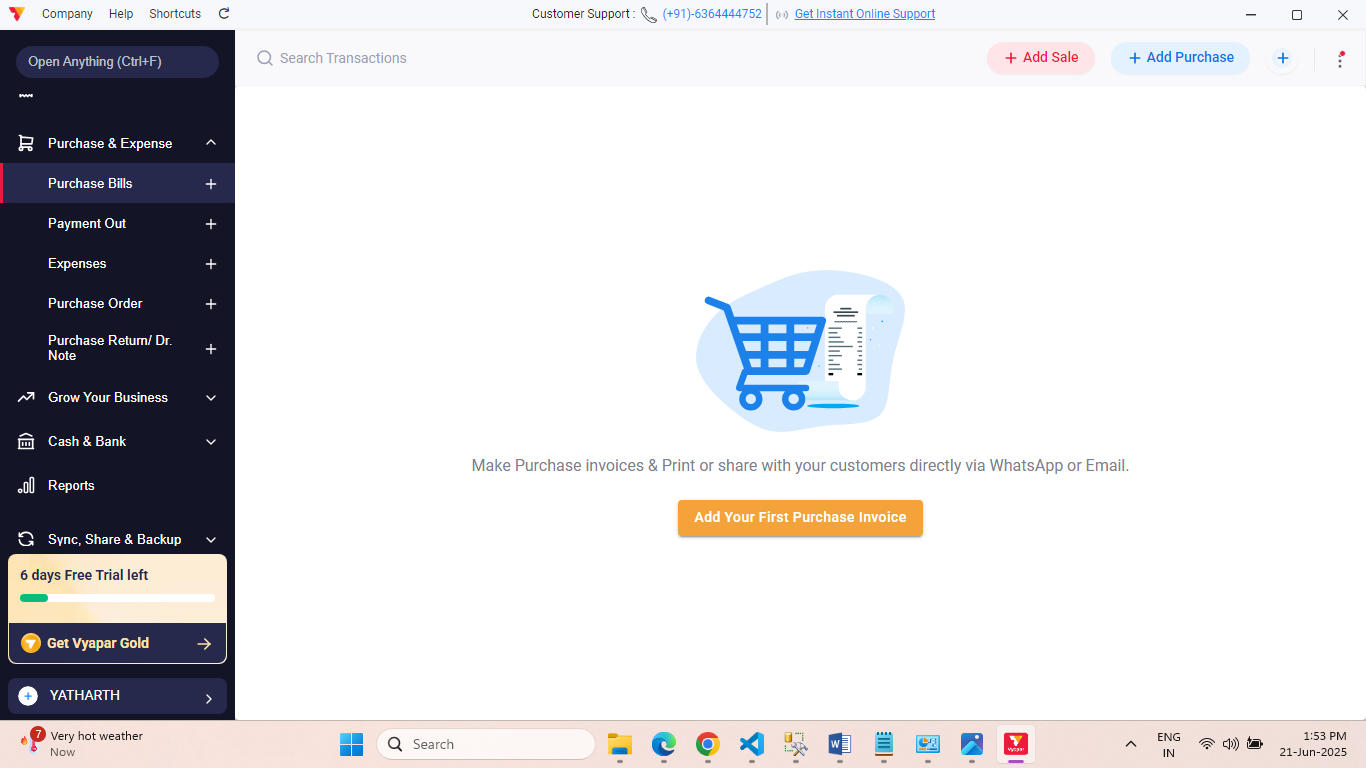 Company Help Shortcuts
Customer Support : (+91)-6364444752 Get Instant Online Support
Open Anything (Ctrl+F)
Search Transactions
Add Sale
Add Purchase
Purchase & Expense
Purchase Bills
Payment Out
Expenses
Purchase Order
Purchase Return/ Dr.
Note
Grow Your Business
Cash & Bank
Reports
Sync, Share & Backup
6 days Free Trial left
Get Vyapar Gold
YATHARTH
Make Purchase invoices & Print or share with your customers directly via WhatsApp or Email.
Add Your First Purchase Invoice
7
Very hot weather
Now
Search
Vyapar
ENG
IN
1:53 PM
21-Jun-2025